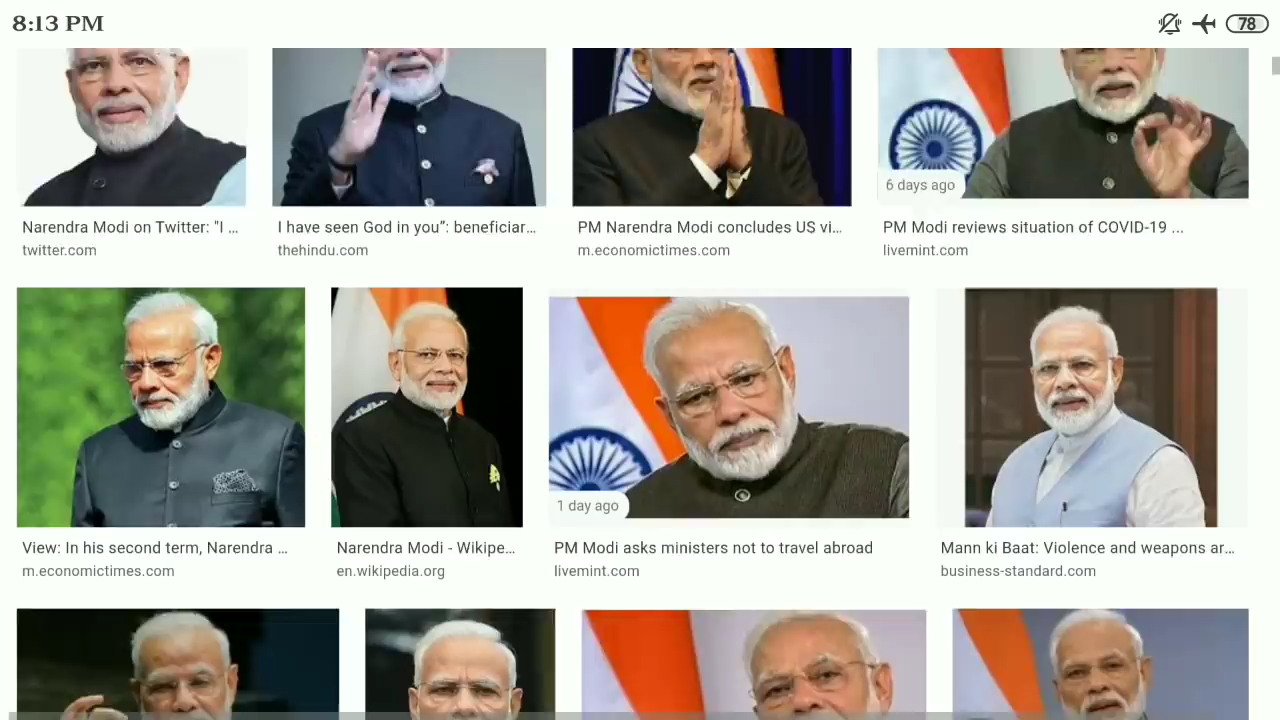 8:13 PM
78
6 days ago
Narendra Modi on Twitter: "I ...
I have seen God in you”: beneficiar...
PM Narendra Modi concludes US vi...
PM Modi reviews situation of COVID-19 ...
twitter.com
thehindu.com
m.economictimes.com
livemint.com
1 day ago
View: In his second term, Narendra ...
Narendra Modi - Wikipe...
PM Modi asks ministers not to travel abroad
Mann ki Baat: Violence and weapons ar...
m.economictimes.com
en.wikipedia.org
livemint.com
business-standard.com